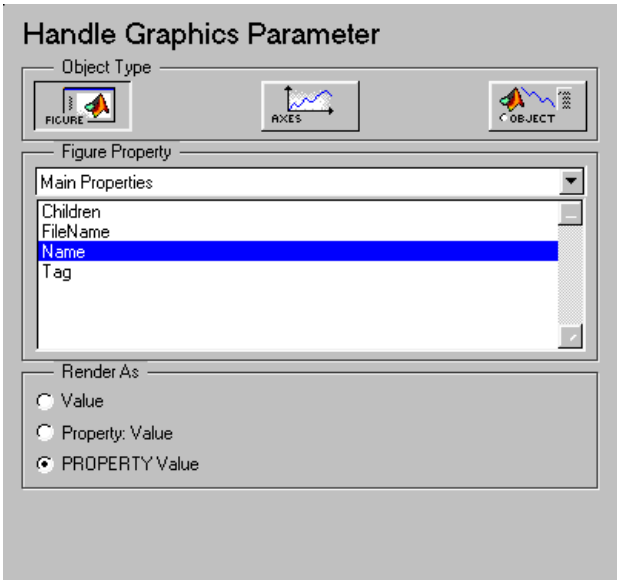 Handle Graphics Parameter
Object Type
FIGURE
AXES
OBJECT
Figure Property
Main Properties
Children
FileName
Name
Tag
Render As
Value
Property: Value
PROPERTY Value